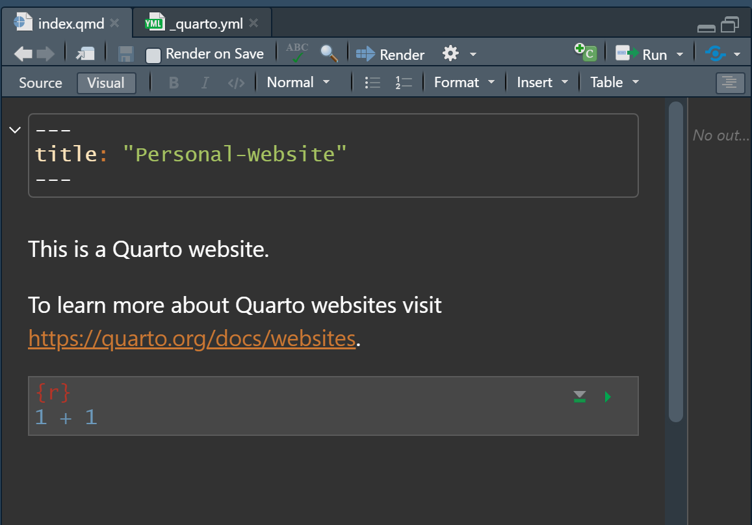 index.qmd
YML _quarto.yml
Render on Save ABC Render C Run
Source Visual B I </> Normal Format Insert Table
---
title: "Personal-Website"
---
No out...
This is a Quarto website.
To learn more about Quarto websites visit
https://quarto.org/docs/websites.
{r}
1 + 1